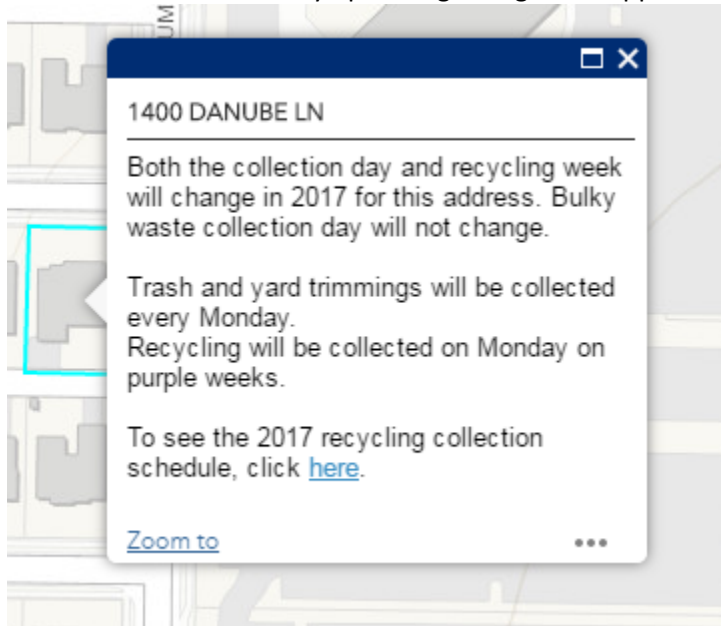 UM
1400 DANUBE LN
Both the collection day and recycling week
will change in 2017 for this address. Bulky
waste collection day will not change.
Trash and yard trimmings will be collected
every Monday.
Recycling will be collected on Monday on
purple weeks.
To see the 2017 recycling collection
schedule, click here.
Zoom to